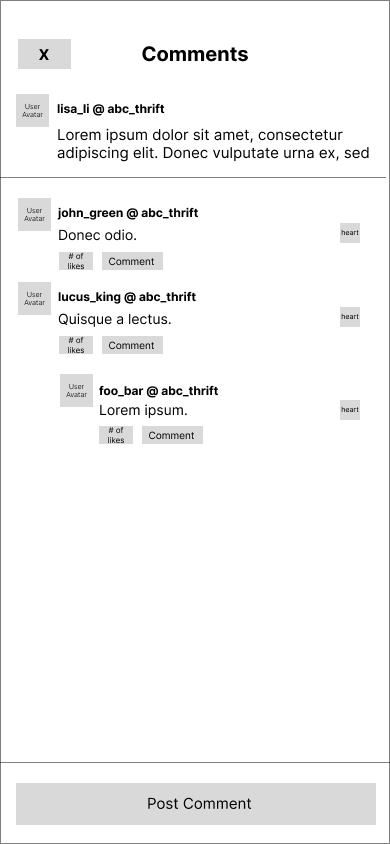 X
Comments
User
Avatar
lisa_li @ abc_thrift
Lorem ipsum dolor sit amet, consectetur
adipiscing elit. Donec vulputate urna ex, sed
User
Avatar
john_green @ abc_thrift
Donec odio.
heart
# of
likes
Comment
User
Avatar
lucus_king @ abc_thrift
Quisque a lectus.
heart
# of
likes
Comment
User
Avatar
foo_bar @ abc_thrift
Lorem ipsum.
heart
# of
likes
Comment
Post Comment